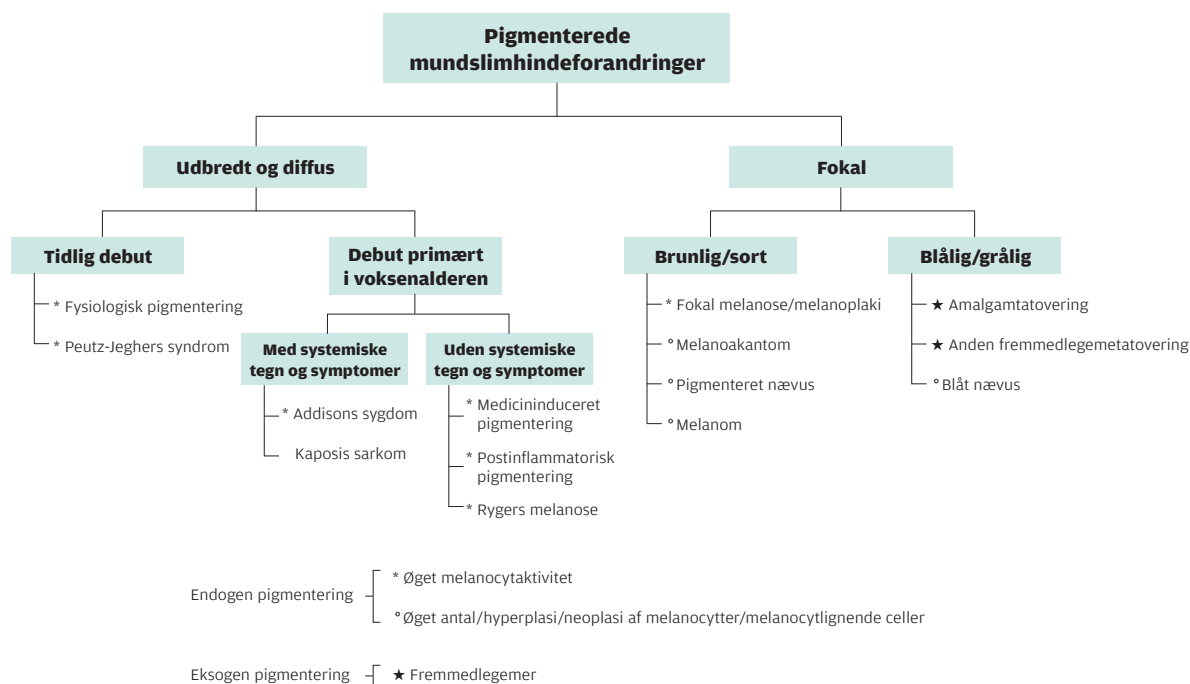 Pigmenterede
mundslimhindeforandringer
Udbredt og diffus
Fokal
Tidlig debut
Debut primært
i voksenalderen
Brunlig/sort
Blålig/grålig
* Fysiologisk pigmentering
* Peutz-Jeghers syndrom
Med systemiske
tegn og symptomer
Uden systemiske
tegn og symptomer
* Addisons sygdom
Kaposis sarkom
* Medicininduceret
pigmentering
* Postinflammatorisk
pigmentering
* Rygers melanose
* Fokal melanose/melanoplaki
° Melanoakantom
° Pigmenteret nævus
° Melanom
★ Amalgamtatovering
★ Anden fremmedlegemetatovering
° Blåt nævus
Endogen pigmentering
* Øget melanocytaktivitet
° Øget antal/hyperplasi/neoplasi af melanocytter/melanocytlignende celler
Eksogen pigmentering
★ Fremmedlegemer